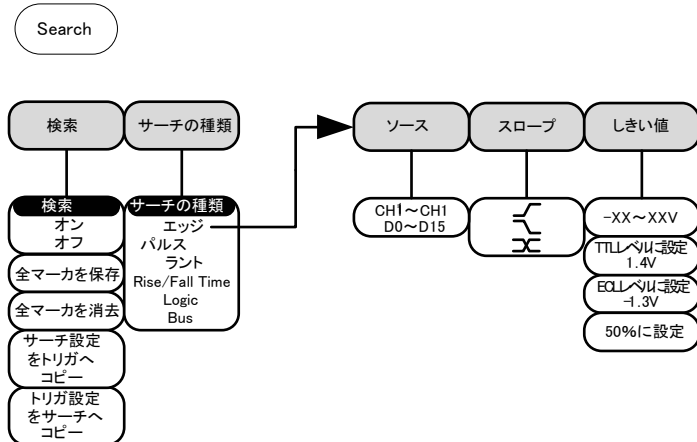 Search
検索
サーチの種類
ソース
スロープ
しきい値
検索
オン
オフ
全マーカを保存
全マーカを消去
サーチ設定
をトリガへ
コピー
トリガ設定
をサーチへ
コピー
サーチの種類
エッジ
パルス
ラント
Rise/Fall Time
Logic
Bus
CH1～CH1
D0～D15
-XX～XXV
TTLレベルに設定
1.4V
ECLレベルに設定
-1.3V
50%に設定